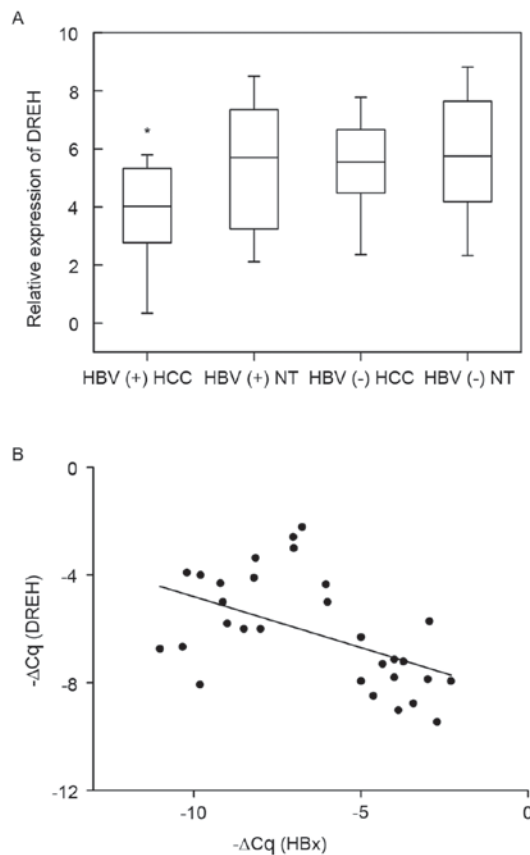 A
10
8
6
4
2
0
Relative expression of DREH
*
HBV (+) HCC HBV (+) NT HBV (-) HCC HBV (-) NT
B
0
-4
-8
-12
-ΔCq (DREH)
-10 -5 0
-ΔCq (HBx)